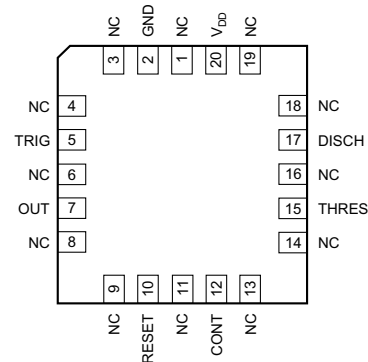 NC
GND
NC
VDD
NC
3
2
1
20
19
NC 4
TRIG 5
NC 6
OUT 7
NC 8
18 NC
17 DISCH
16 NC
15 THRES
14 NC
9
10
11
12
13
NC
RESET
NC
CONT
NC